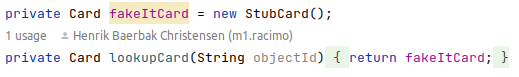 private Card fakeItCard = new StubCard();
1 usage Henrik Baerbak Christensen (m1.racimo)
private Card lookupCard(String objectId) { return fakeItCard; }